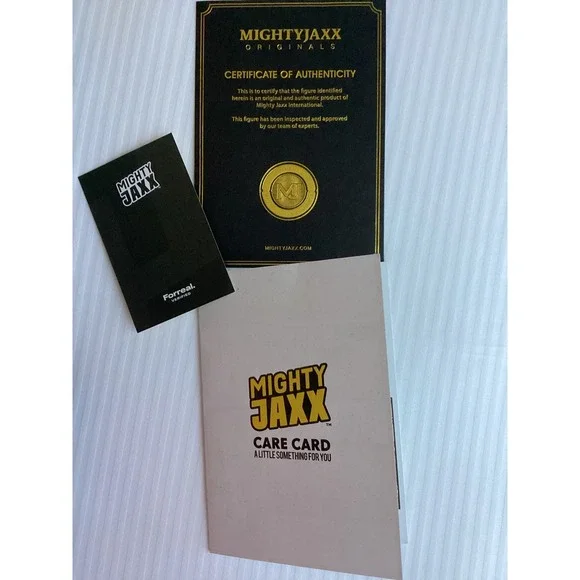 MIGHTYJAXX
ORIGINALS
CERTIFICATE OF AUTHENTICITY
This is to certify that the figure identified
herein is an original and authentic product of
Mighty Jaxx International.
This figure has been inspected and approved
by our team of experts.
M
MIGHTYJAXX.COM
MIGHTY
JAXX
Forreal.
VERIFIED
MIGHTY
JAXX
TM
CARE CARD
A LITTLE SOMETHING FOR YOU